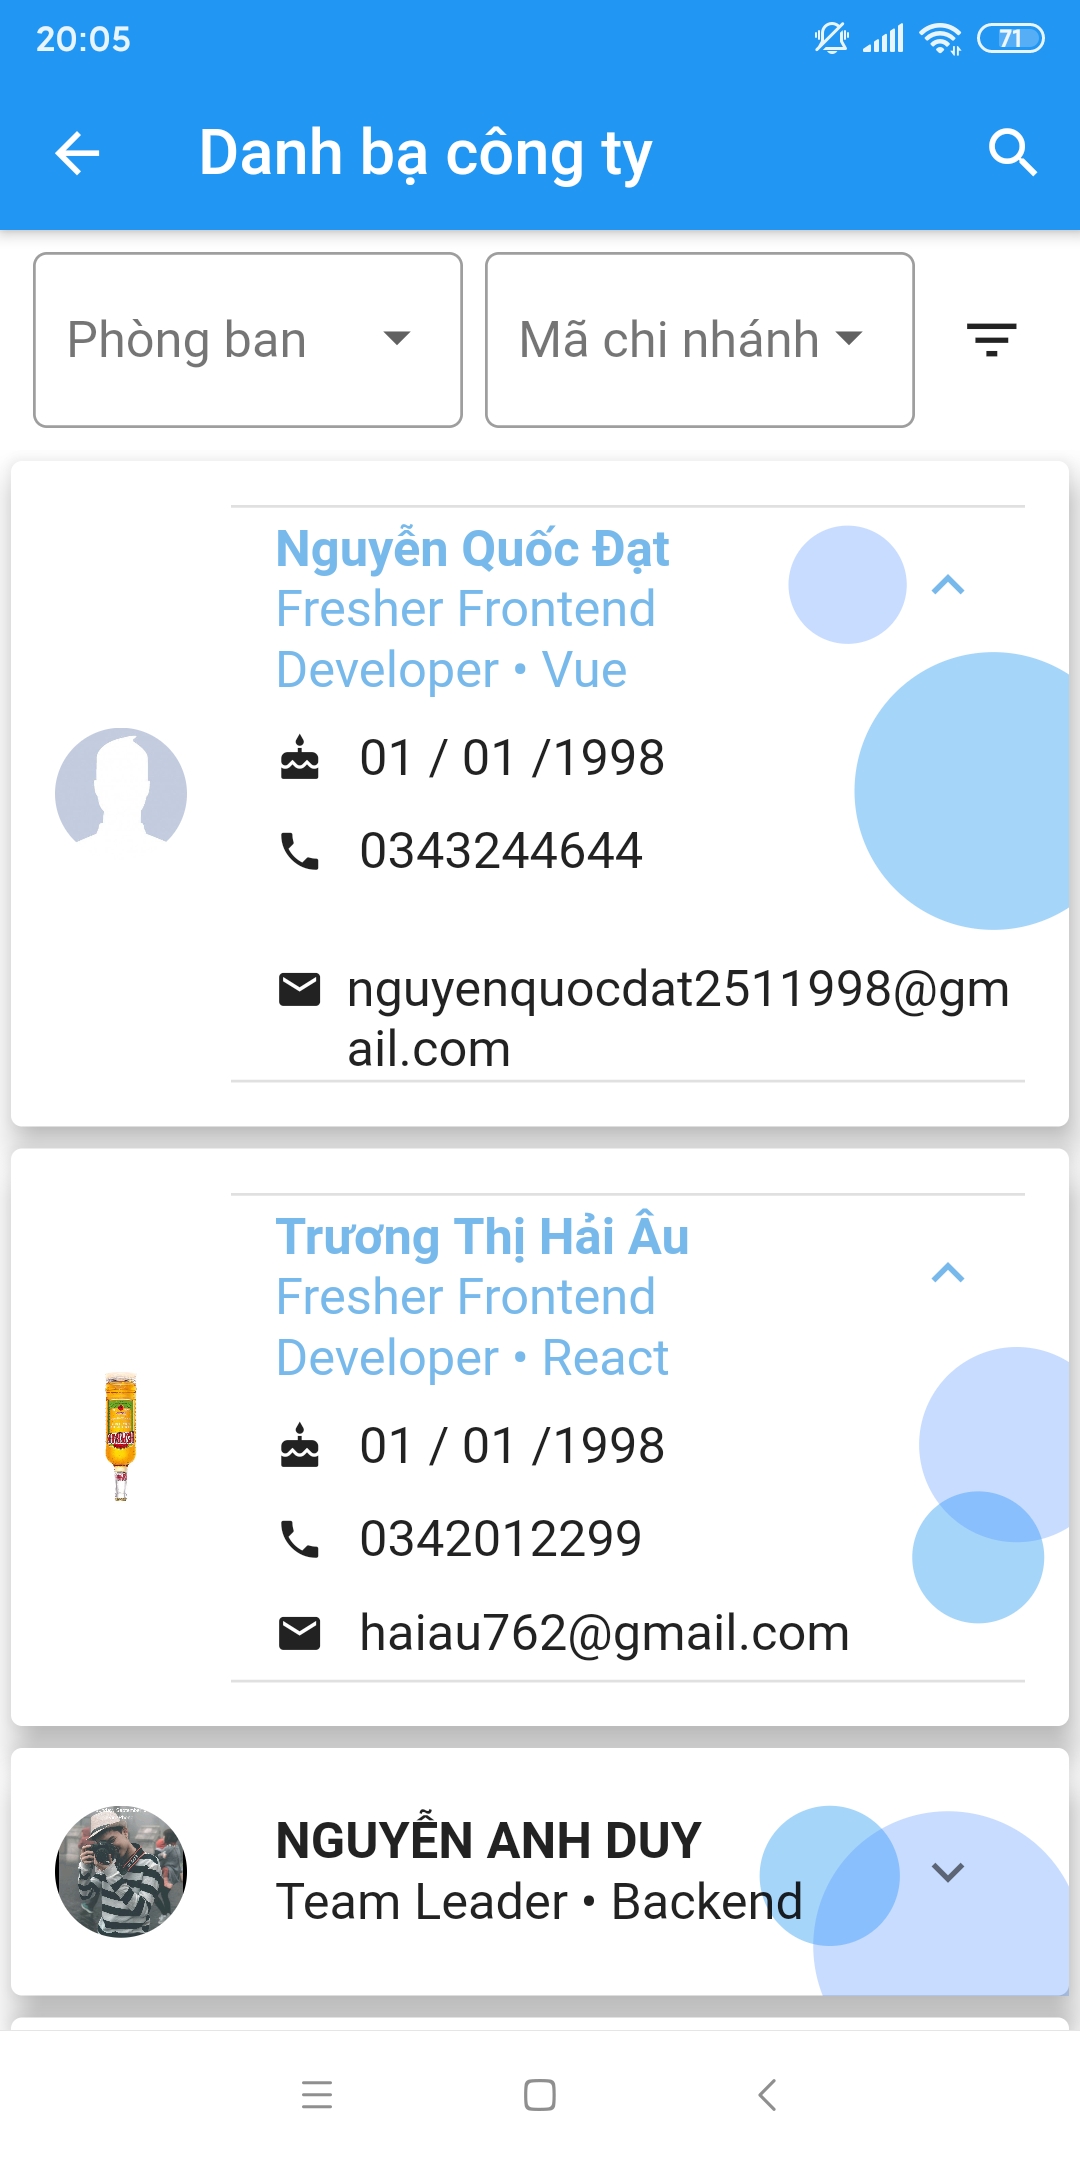 20:05
71
Danh bạ công ty
Phòng ban
Mã chi nhánh
Nguyễn Quốc Đạt
Fresher Frontend
Developer • Vue
01 / 01 /1998
0343244644
nguyenquocdat2511998@gm
ail.com
Trương Thị Hải Âu
Fresher Frontend
Developer • React
01 / 01 /1998
0342012299
haiau762@gmail.com
NGUYỄN ANH DUY
Team Leader • Backend